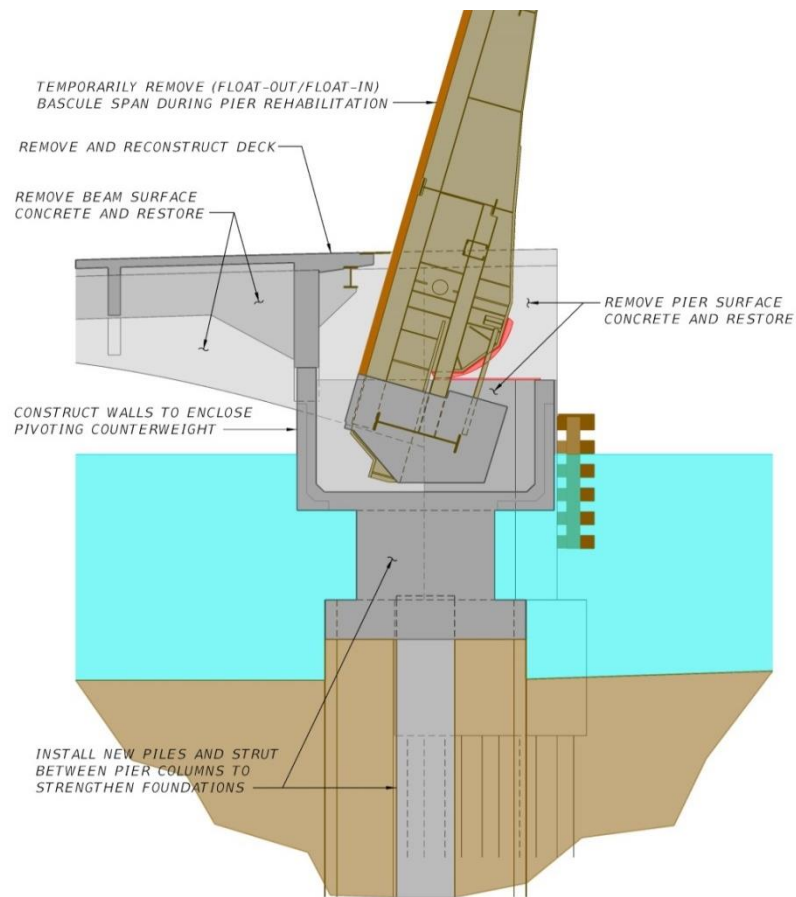 TEMPORARILY REMOVE (FLOAT-OUT/FLOAT-IN)
BASCULE SPAN DURING PIER REHABILITATION
REMOVE AND RECONSTRUCT DECK
REMOVE BEAM SURFACE
CONCRETE AND RESTORE
REMOVE PIER SURFACE
CONCRETE AND RESTORE
CONSTRUCT WALLS TO ENCLOSE
PIVOTING COUNTERWEIGHT
INSTALL NEW PILES AND STRUT
BETWEEN PIER COLUMNS TO
STRENGTHEN FOUNDATIONS